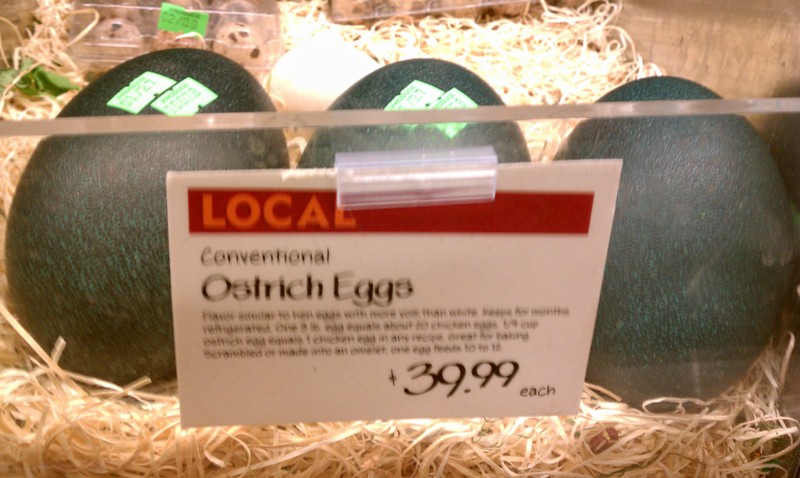 LOCAL
Conventional
Ostrich Eggs
Flavor similar to hen eggs with more yolk than white. Keeps for months
refrigerated. One 3 lb. egg equals about 20 chicken eggs. 1/4 cup
ostrich egg equals 1 chicken egg in any recipe. Great for baking.
Scrambled or made into an omelet, one egg feeds 10 to 12.
$39.99
each